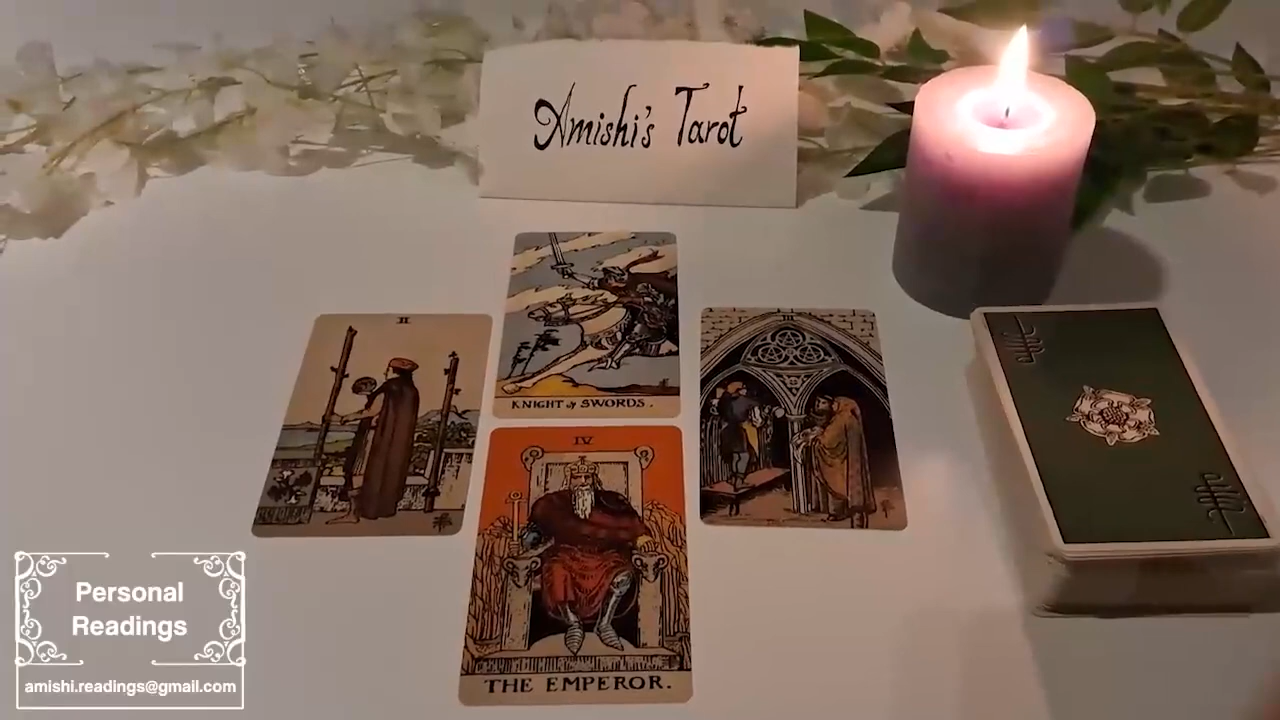 Amishi's Tarot
KNIGHT of SWORDS.
II
III
IV
THE EMPEROR.
Personal
Readings
amishi.readings@gmail.com